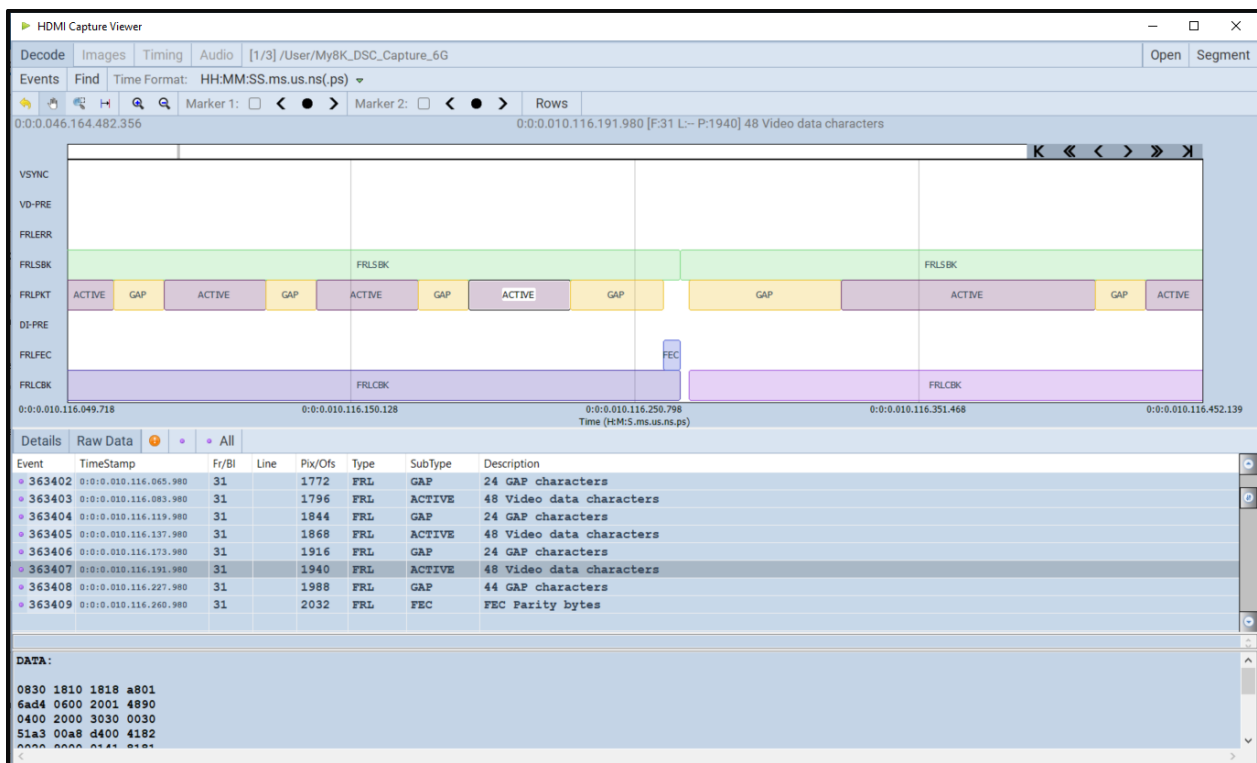 HDMI Capture Viewer
Decode Images Timing Audio [1/3] /User/My8K_DSC_Capture_6G Open Segment
Events Find Time Format: HH:MM:SS.ms.us.ns(.ps)
Marker 1: Marker 2: Rows
0:0:0.046.164.482.356 0:0:0.010.116.191.980 [F:31 L:-- P:1940] 48 Video data characters
VSYNC
VD-PRE
FRLERR
FRLSBK FRLSBK FRLSBK
FRLPKT ACTIVE GAP ACTIVE GAP ACTIVE GAP ACTIVE GAP GAP ACTIVE GAP ACTIVE
DI-PRE
FRLFEC FEC
FRLCBK FRLCBK FRLCBK
0:0:0.010.116.049.718 0:0:0.010.116.150.128 0:0:0.010.116.250.798 0:0:0.010.116.351.468 0:0:0.010.116.452.139
Time (H:M:S.ms.us.ns.ps)
Details Raw Data All
Event TimeStamp Fr/Bl Line Pix/Ofs Type SubType Description
363402 0:0:0.010.116.065.980 31 1772 FRL GAP 24 GAP characters
363403 0:0:0.010.116.083.980 31 1796 FRL ACTIVE 48 Video data characters
363404 0:0:0.010.116.119.980 31 1844 FRL GAP 24 GAP characters
363405 0:0:0.010.116.137.980 31 1868 FRL ACTIVE 48 Video data characters
363406 0:0:0.010.116.173.980 31 1916 FRL GAP 24 GAP characters
363407 0:0:0.010.116.191.980 31 1940 FRL ACTIVE 48 Video data characters
363408 0:0:0.010.116.227.980 31 1988 FRL GAP 44 GAP characters
363409 0:0:0.010.116.260.980 31 2032 FRL FEC FEC Parity bytes
DATA:
0830 1810 1818 a801
6ad4 0600 2001 4890
0400 2000 3030 0030
51a3 00a8 d400 4182